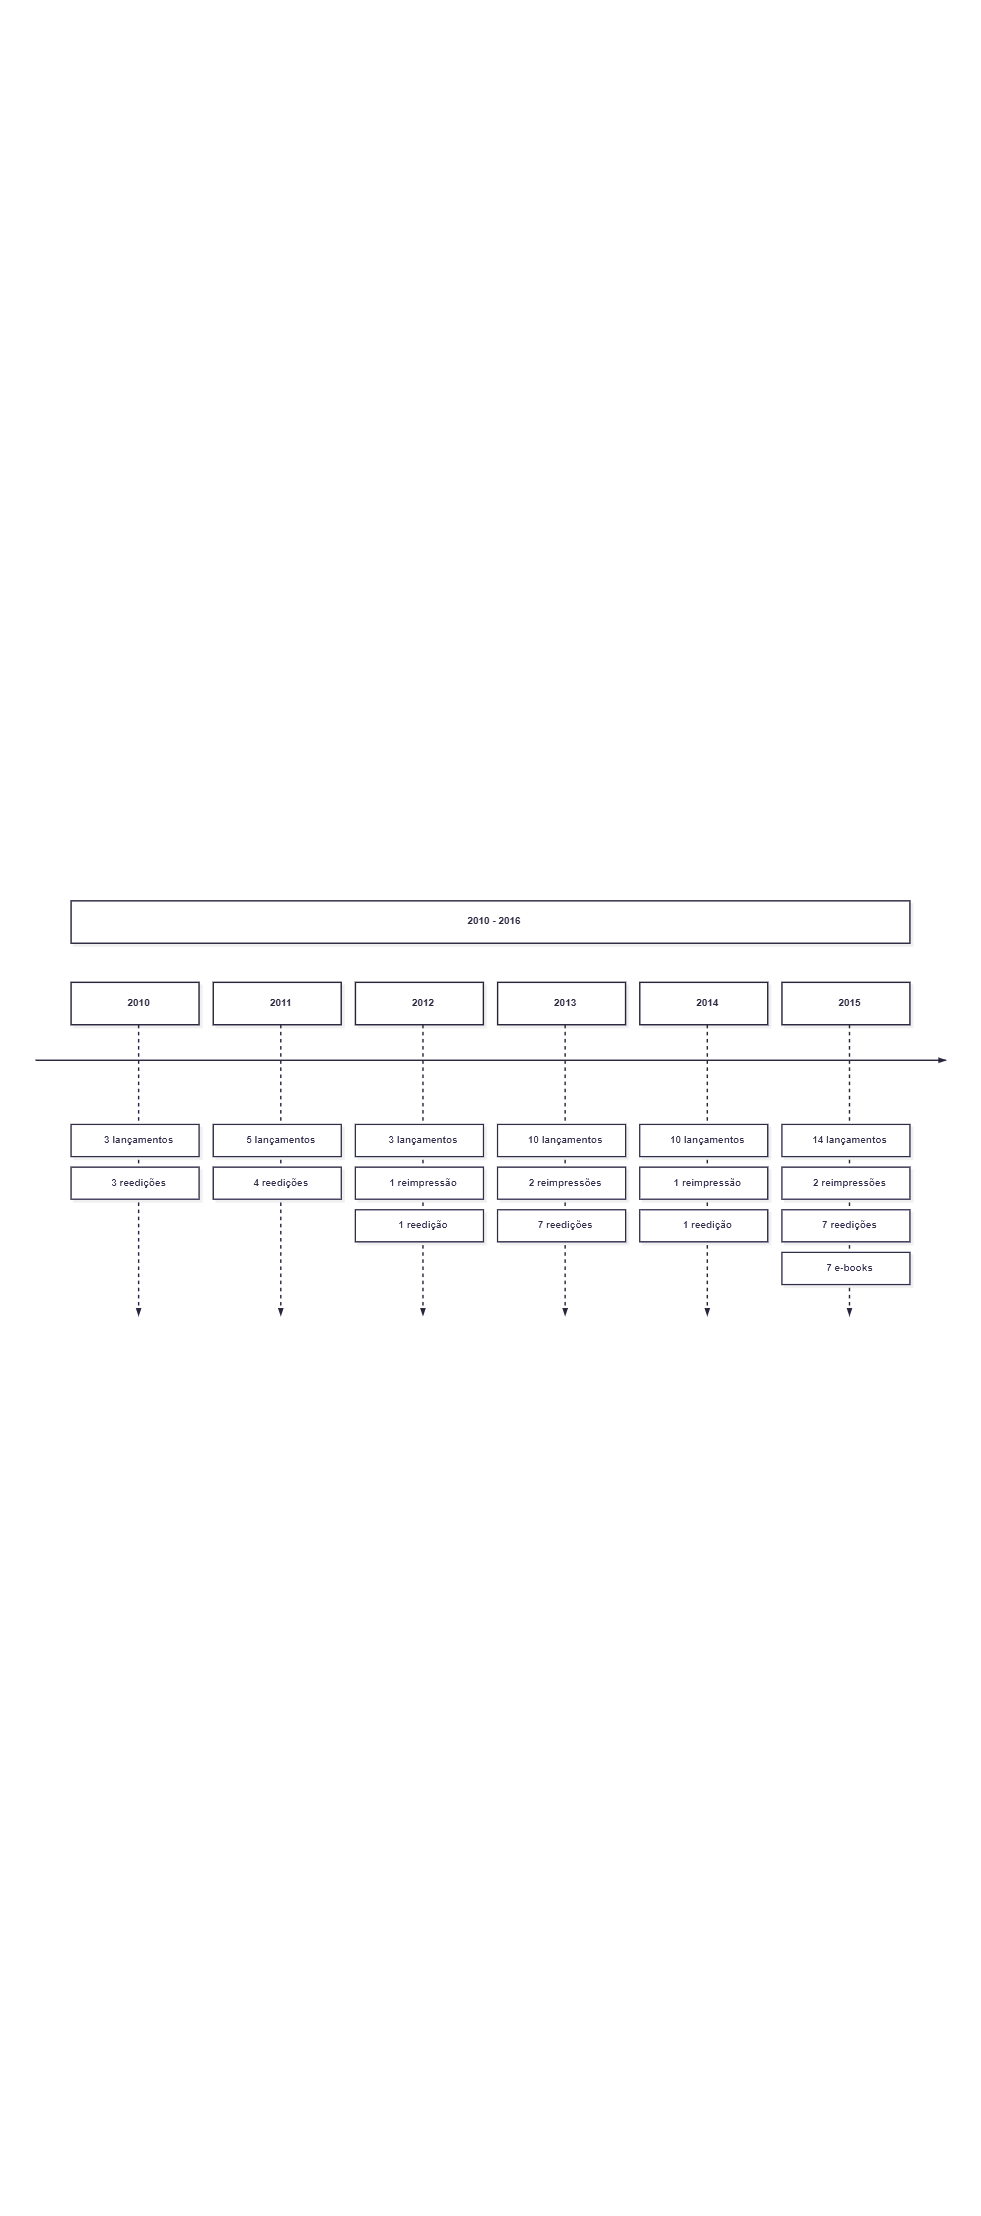 2010 - 2016
2010
2011
2012
2013
2014
2015
3 lançamentos
5 lançamentos
3 lançamentos
10 lançamentos
10 lançamentos
14 lançamentos
3 reedições
4 reedições
1 reimpressão
2 reimpressões
1 reimpressão
2 reimpressões
1 reedição
7 reedições
1 reedição
7 reedições
7 e-books